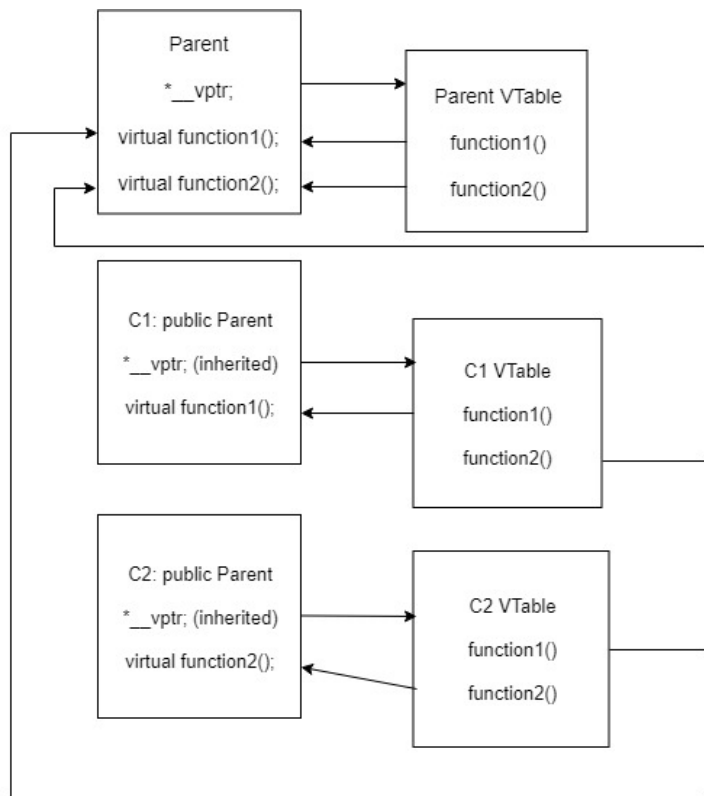 Parent
*__vptr;
virtual function1();
virtual function2();
Parent VTable
function1()
function2()
C1: public Parent
*__vptr; (inherited)
virtual function1();
C1 VTable
function1()
function2()
C2: public Parent
*__vptr; (inherited)
virtual function2();
C2 VTable
function1()
function2()